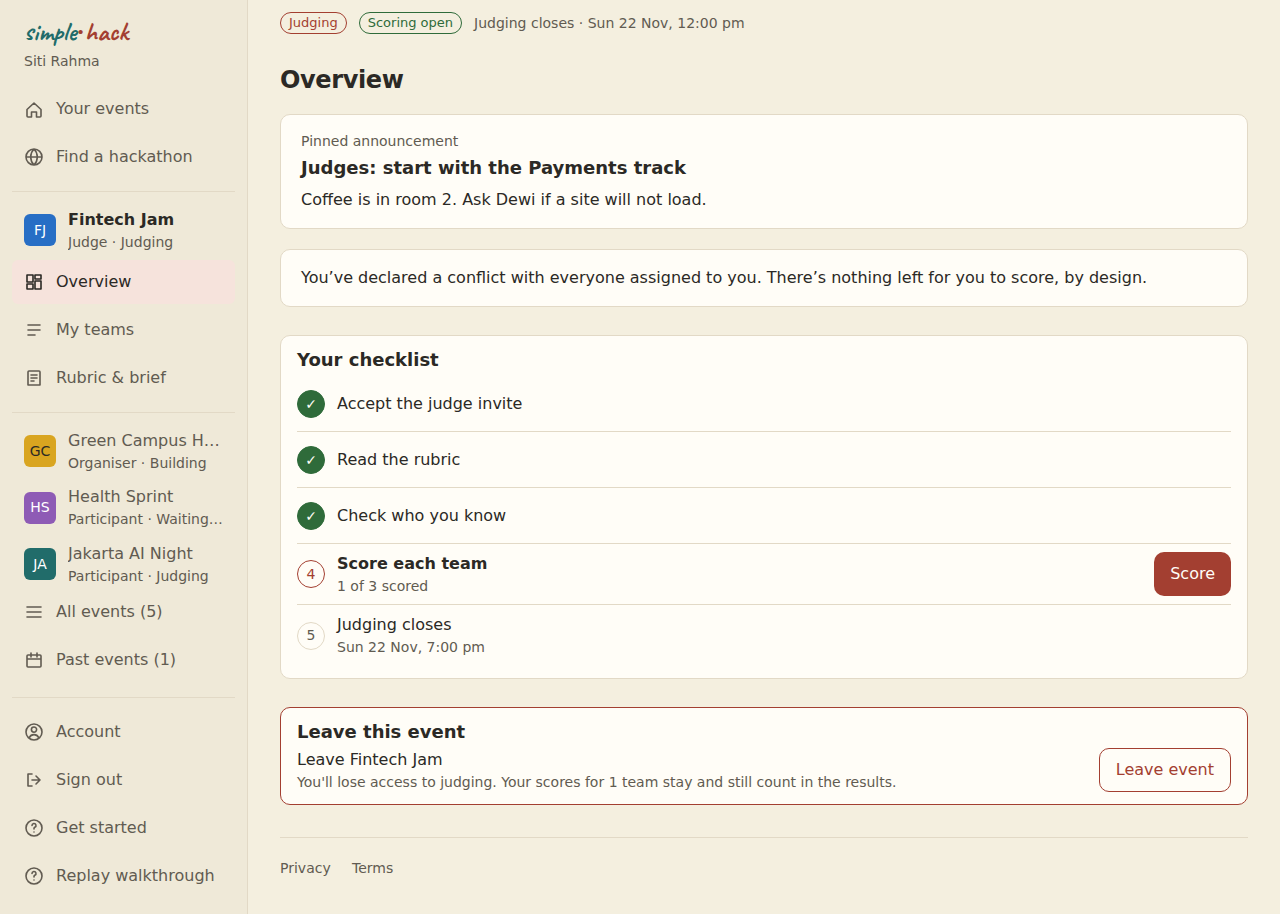 simple·hack
Siti Rahma
Your events
Find a hackathon
FJ
Fintech Jam
Judge · Judging
Overview
My teams
Rubric & brief
GC
Green Campus H…
Organiser · Building
HS
Health Sprint
Participant · Waiting…
JA
Jakarta AI Night
Participant · Judging
All events (5)
Past events (1)
Account
Sign out
Get started
Replay walkthrough
Judging
Scoring open
Judging closes · Sun 22 Nov, 12:00 pm
Overview
Pinned announcement
Judges: start with the Payments track
Coffee is in room 2. Ask Dewi if a site will not load.
You’ve declared a conflict with everyone assigned to you. There’s nothing left for you to score, by design.
Your checklist
✓ Accept the judge invite
✓ Read the rubric
✓ Check who you know
4
Score each team
1 of 3 scored
Score
5
Judging closes
Sun 22 Nov, 7:00 pm
Leave this event
Leave Fintech Jam
You'll lose access to judging. Your scores for 1 team stay and still count in the results.
Leave event
Privacy
Terms